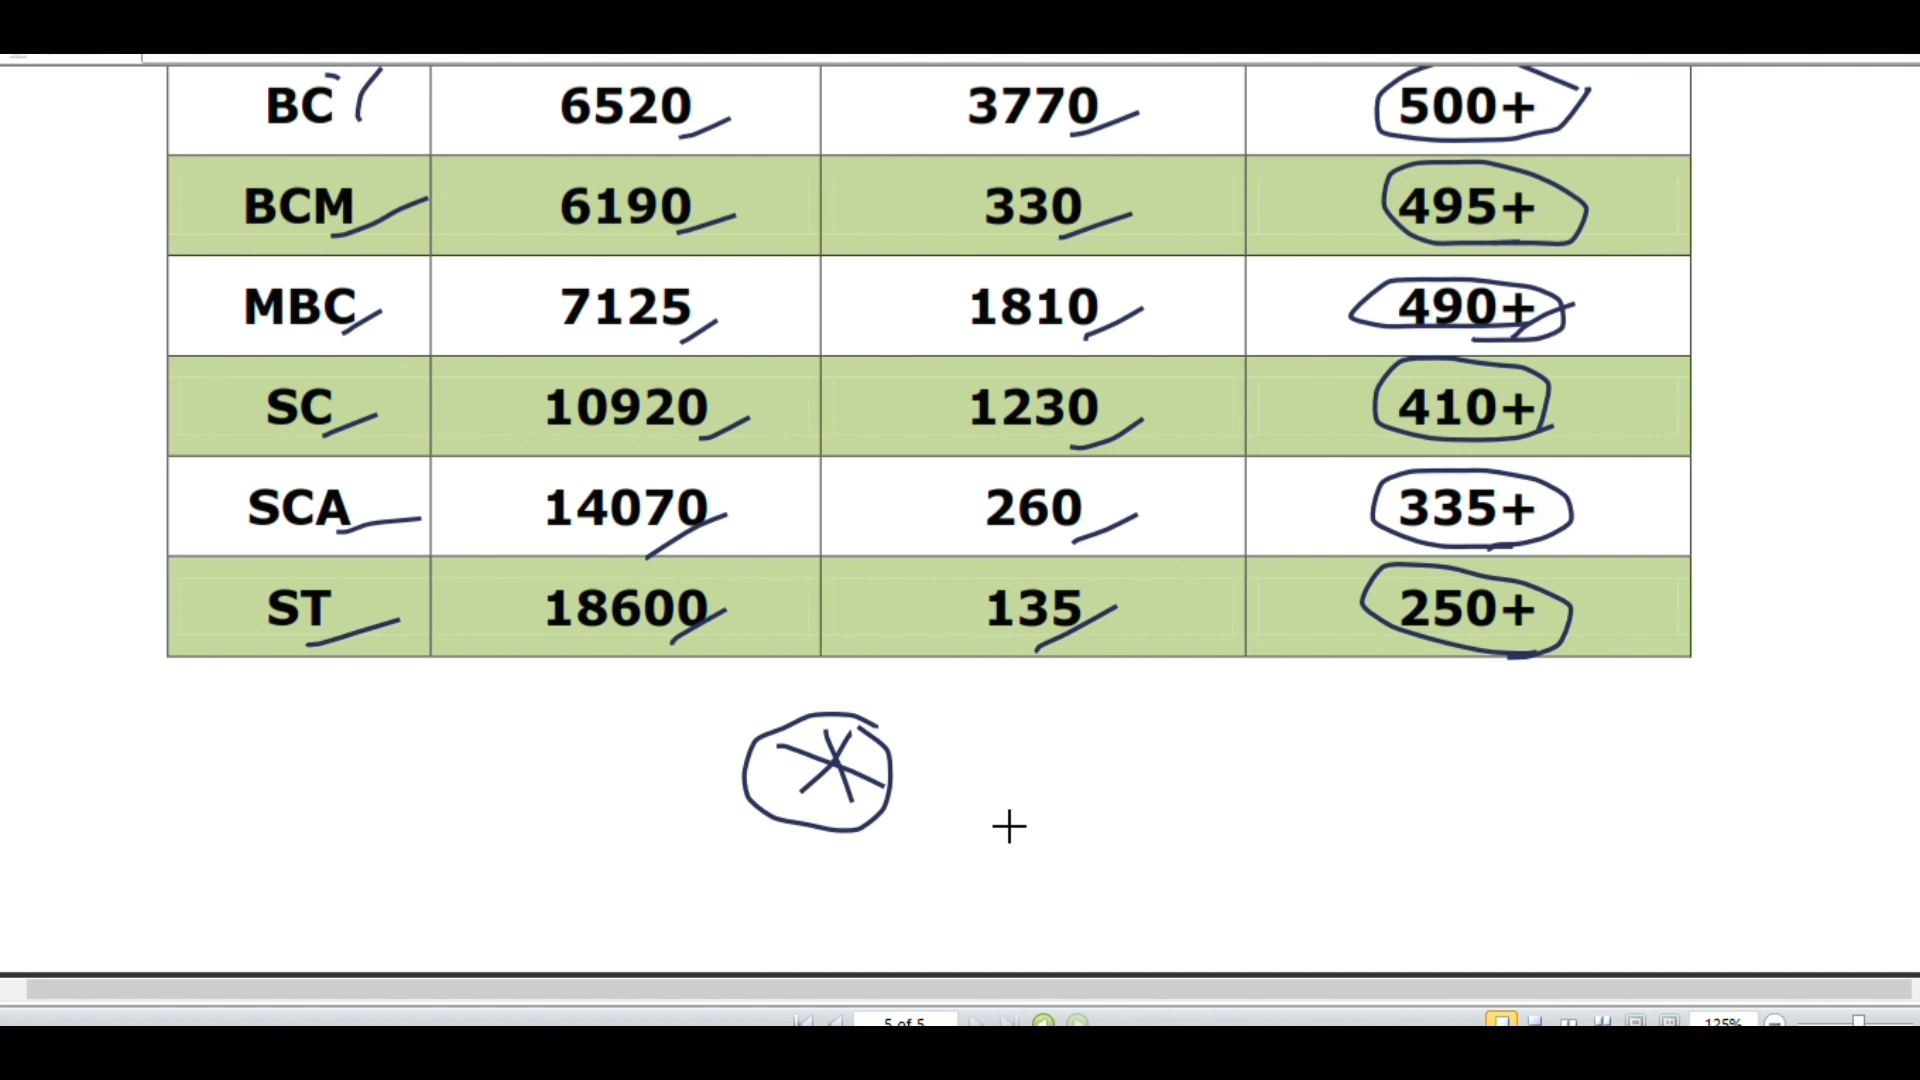 BC 6520 3770 500+
BCM 6190 330 495+
MBC 7125 1810 490+
SC 10920 1230 410+
SCA 14070 260 335+
ST 18600 135 250+
5 of 5 125%